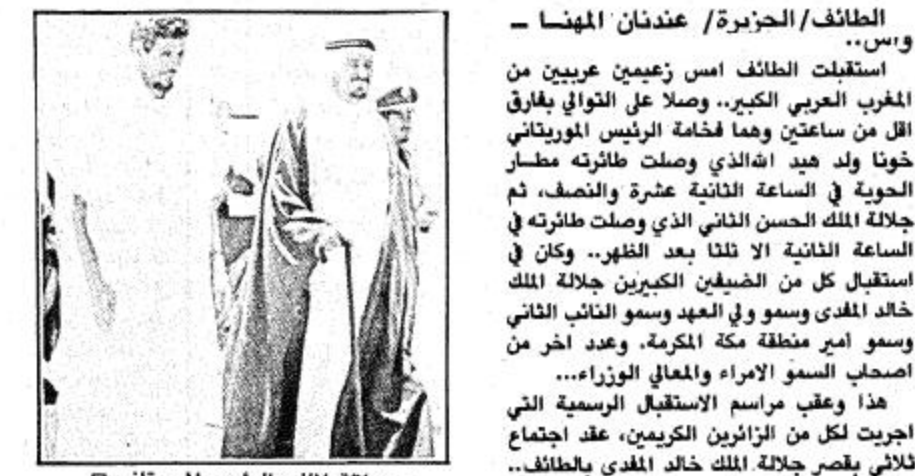 الطائف/الجزيرة/ عندنان المهنـــا ــ
واس..
استقبلت الطائف امس زعيمين عربيين من
المغرب العربي الكبير.. وصلا على التوالي بفارق
اقل من ساعتين وهما فخامة الرئيس الموريتاني
خونا ولد هيد اللهالذي وصلت طائرته مطــار
الحوية في الساعة الثانية عشرة والنصف، ثم
جلالة الملك الحسن الثاني الذي وصلت طائرته في
الساعة الثانية الا ثلثا بعد الظهر.. وكان في
استقبال كل من الضيفين الكبيرين جلالة الملك
خالد المفدى وسمو ولي العهد وسمو النائب الثاني
وسمو أمير منطقة مكة المكرمة، وعدد اخر من
اصحاب السمو الامراء والمعالي الوزراء...
هذا وعقب مراسم الاستقبال الرسمية التي
اجريت لكل من الزائرين الكريمين، عقد اجتماع
ثلاثي بقصر جلالة الملك خالد المفدى بالطائف..